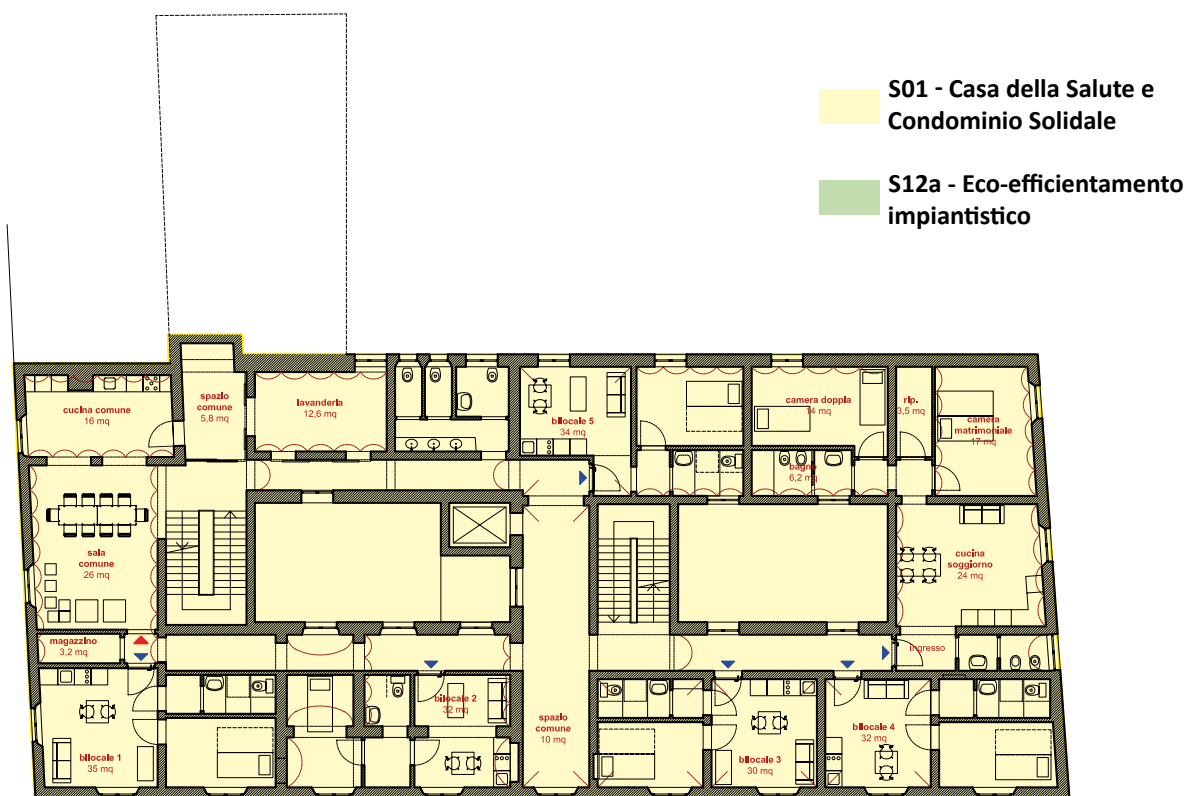 S01 - Casa della Salute e
Condominio Solidale
S12a - Eco-efficientamento
impiantistico
cucina comune
16 mq
spazio
comune
5,8 mq
lavanderia
12,6 mq
bilocale 5
34 mq
camera doppia
14 mq
rip.
3,5 mq
camera
matrimoniale
17 mq
bagno
6,2 mq
sala
comune
26 mq
cucina
soggiorno
24 mq
magazzino
3,2 mq
ingresso
bilocale 1
35 mq
bilocale 2
32 mq
spazio
comune
10 mq
bilocale 3
30 mq
bilocale 4
32 mq